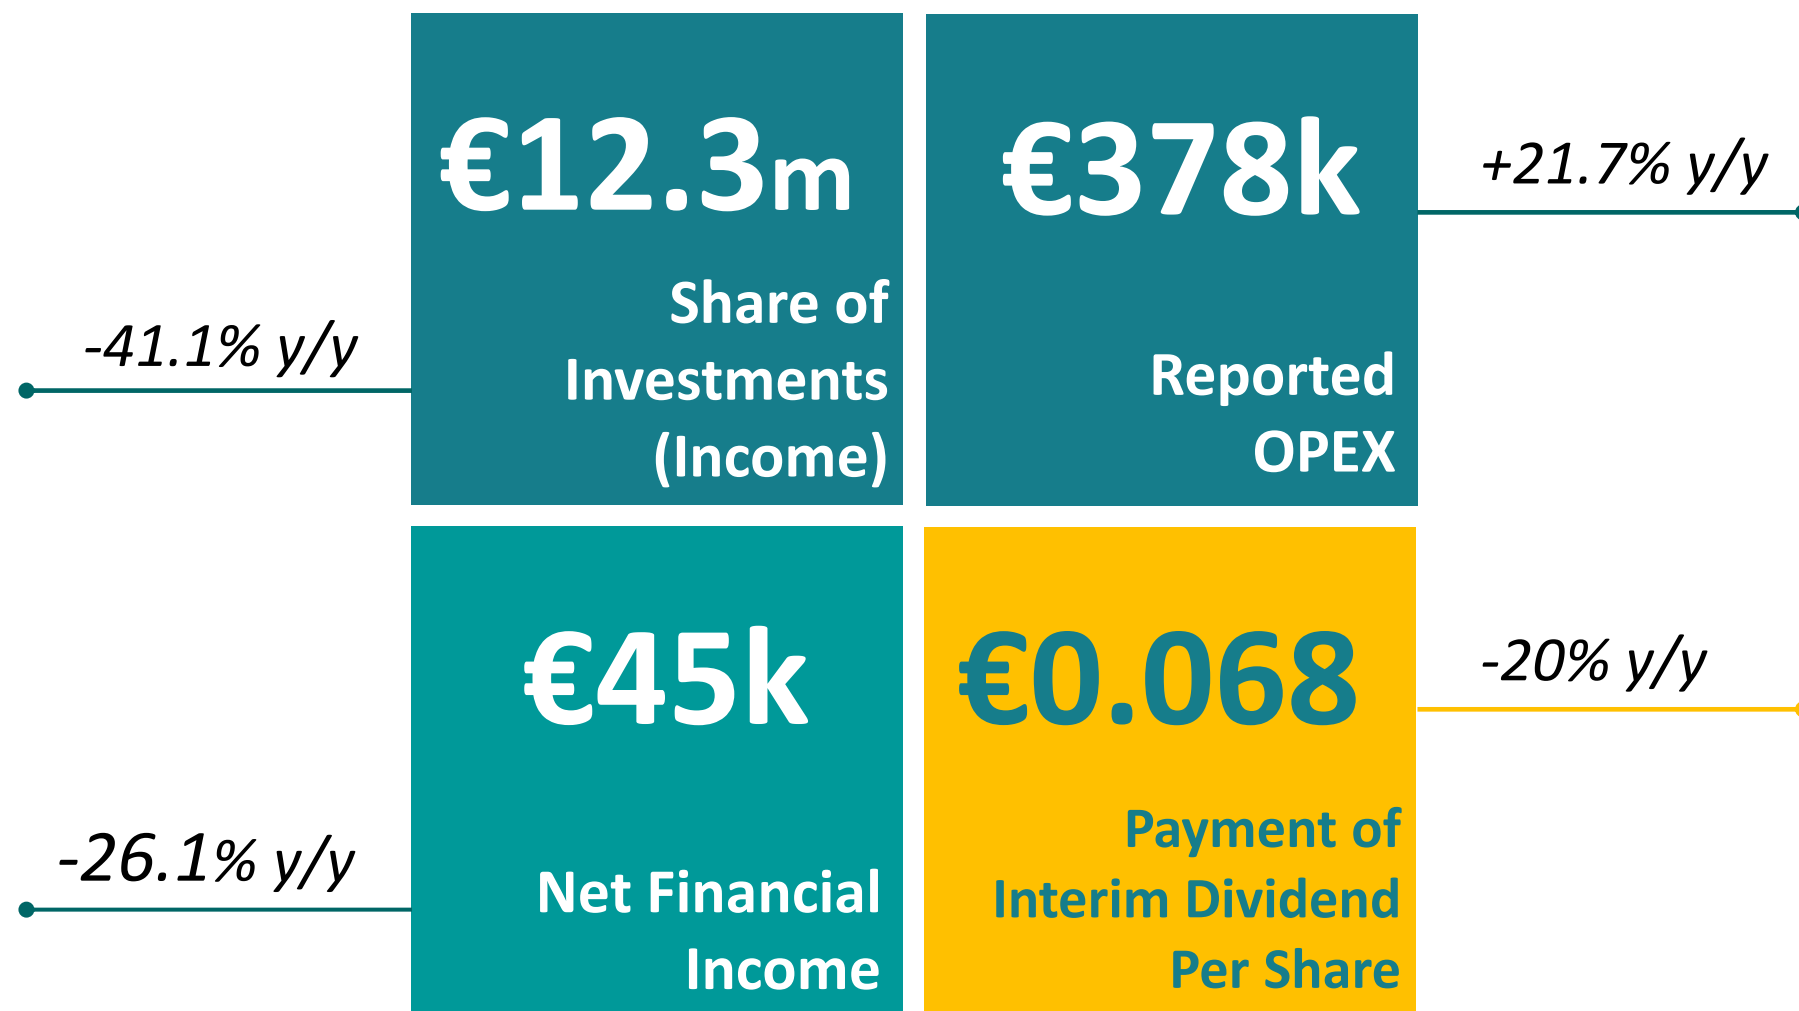 €12.3m
Share of
Investments
(Income)
-41.1% y/y
€378k
Reported
OPEX
+21.7% y/y
€45k
Net Financial
Income
-26.1% y/y
€0.068
Payment of
Interim Dividend
Per Share
-20% y/y